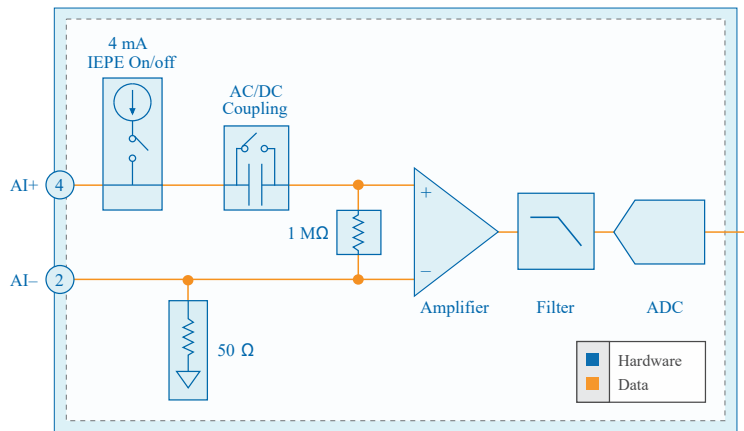 4 mA
IEPE On/off
AC/DC
Coupling
AI+
4
+
1 MΩ
AI–
2
–
Amplifier
Filter
ADC
50 Ω
Hardware
Data